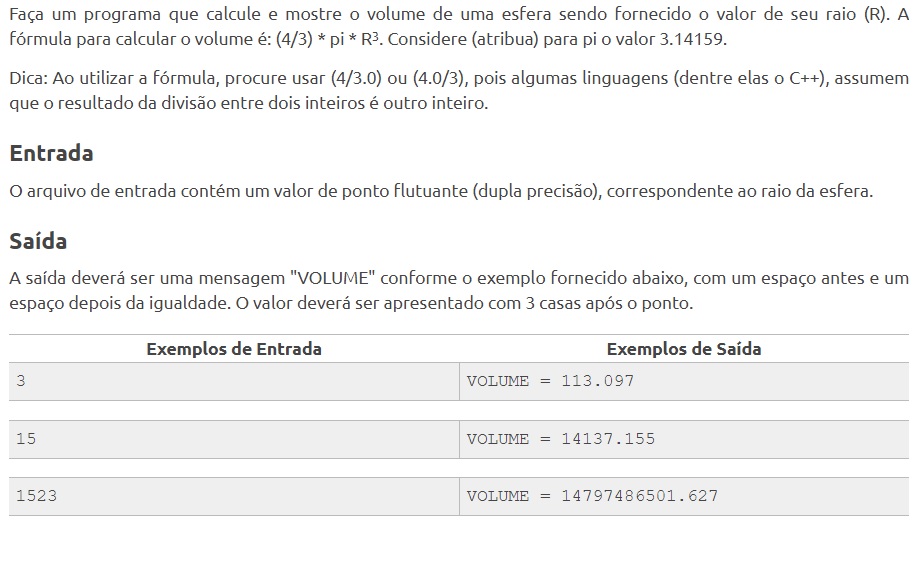 Faça um programa que calcule e mostre o volume de uma esfera sendo fornecido o valor de seu raio (R). A
fórmula para calcular o volume é: (4/3) * pi * R³. Considere (atribua) para pi o valor 3.14159.
Dica: Ao utilizar a fórmula, procure usar (4/3.0) ou (4.0/3), pois algumas linguagens (dentre elas o C++), assumem
que o resultado da divisão entre dois inteiros é outro inteiro.
Entrada
O arquivo de entrada contém um valor de ponto flutuante (dupla precisão), correspondente ao raio da esfera.
Saída
A saída deverá ser uma mensagem "VOLUME" conforme o exemplo fornecido abaixo, com um espaço antes e um
espaço depois da igualdade. O valor deverá ser apresentado com 3 casas após o ponto.
Exemplos de Entrada Exemplos de Saída
3 VOLUME = 113.097
15 VOLUME = 14137.155
1523 VOLUME = 14797486501.627